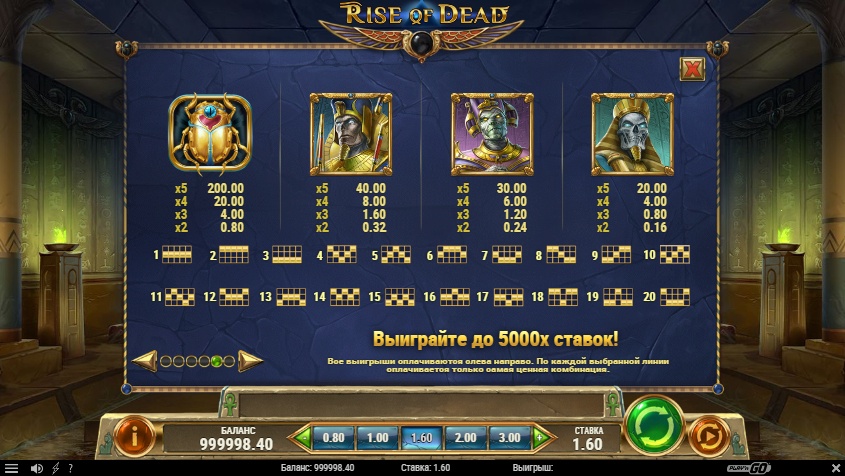 RISE OF DEAD
x5 200.00
x4 20.00
x3 4.00
x2 0.80
x5 40.00
x4 8.00
x3 1.60
x2 0.32
x5 30.00
x4 6.00
x3 1.20
x2 0.24
x5 20.00
x4 4.00
x3 0.80
x2 0.16
1 2 3 4 5 6 7 8 9 10
11 12 13 14 15 16 17 18 19 20
Выиграйте до 5000x ставок!
Все выигрыши оплачиваются слева направо. По каждой выбранной линии
оплачивается только самая ценная комбинация.
БАЛАНС
999998.40
- 0.80 1.00 1.60 2.00 3.00 +
СТАВКА
1.60
? Баланс: 999998.40 Ставка: 1.60 Выигрыш: PLAY'N GO